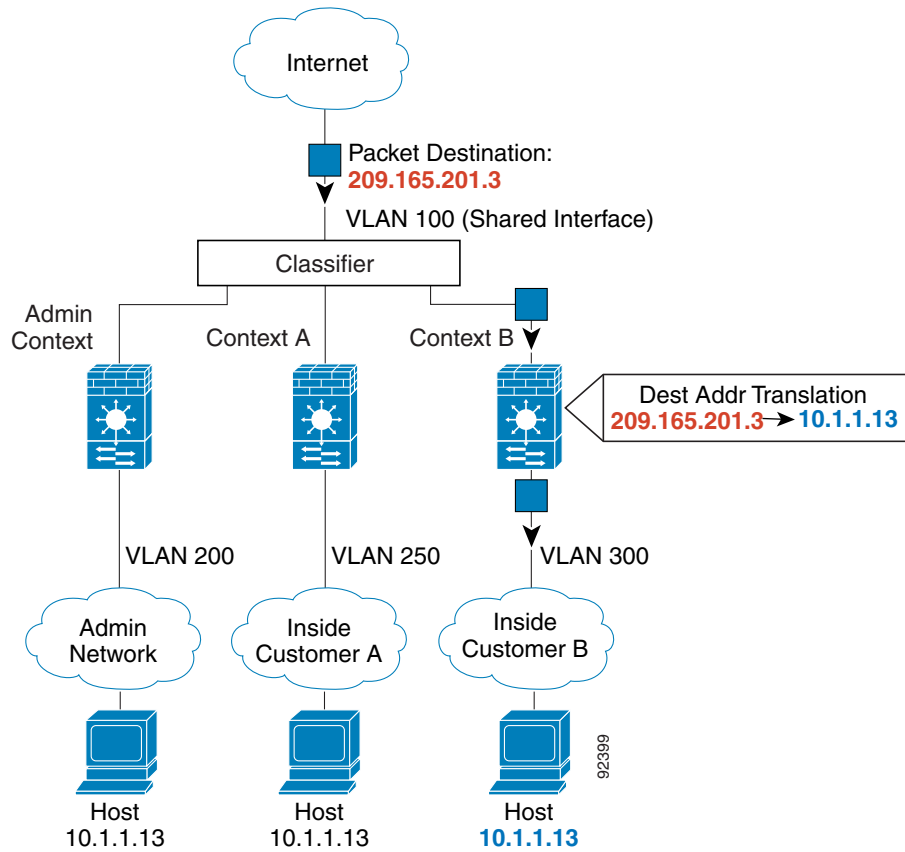 Internet
Packet Destination:
209.165.201.3
VLAN 100 (Shared Interface)
Classifier
Admin
Context
Context A
Context B
Dest Addr Translation
209.165.201.3 10.1.1.13
VLAN 200
VLAN 250
VLAN 300
Admin
Network
Inside
Customer A
Inside
Customer B
92399
Host
10.1.1.13
Host
10.1.1.13
Host
10.1.1.13